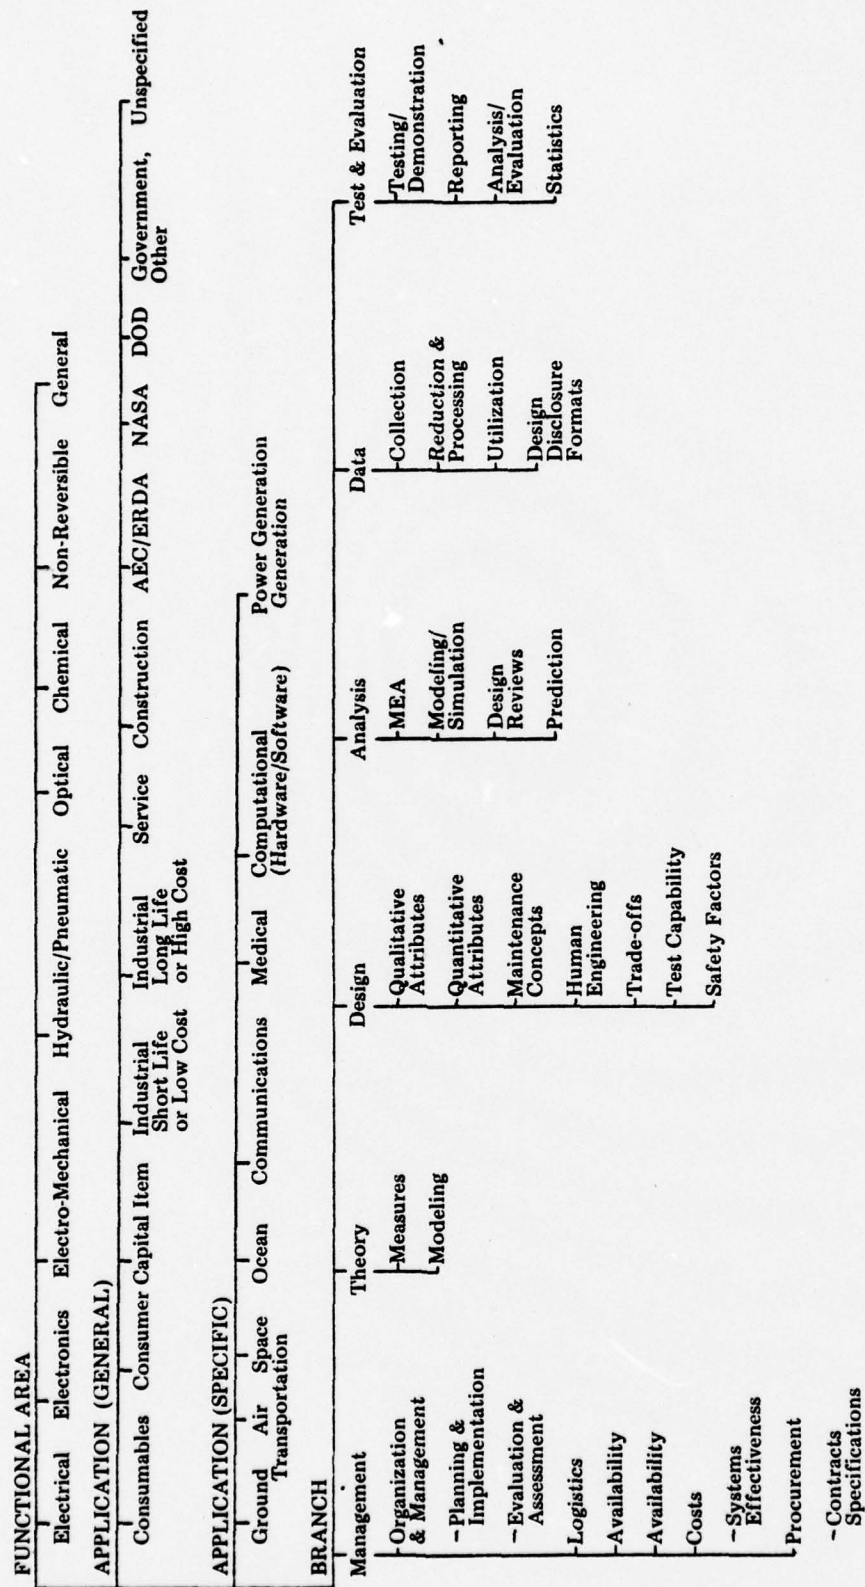 FUNCTIONAL AREA
Electrical Electronics Electro-Mechanical Hydraulic/Pneumatic Optical Chemical Non-Reversible General
APPLICATION (GENERAL)
Consumables Consumer Capital Item Industrial Short Life or Low Cost Industrial Long Life or High Cost Service Construction AEC/ERDA NASA DOD Government, Other Unspecified
APPLICATION (SPECIFIC)
Ground Air Space
Transportation
Ocean Communications Medical Computational
(Hardware/Software)
Power Generation
Generation
BRANCH
Management
Organization
& Management
Planning &
Implementation
Evaluation &
Assessment
Logistics
Availability
Availability
Costs
Systems
Effectiveness
Procurement
Contracts
Specifications
Theory
Measures
Modeling
Design
Qualitative
Attributes
Quantitative
Attributes
Maintenance
Concepts
Human
Engineering
Trade-offs
Test Capability
Safety Factors
Analysis
MEA
Modeling/
Simulation
Design
Reviews
Prediction
Data
Collection
Reduction &
Processing
Utilization
Design
Disclosure
Formats
Test & Evaluation
Testing/
Demonstration
Reporting
Analysis/
Evaluation
Statistics